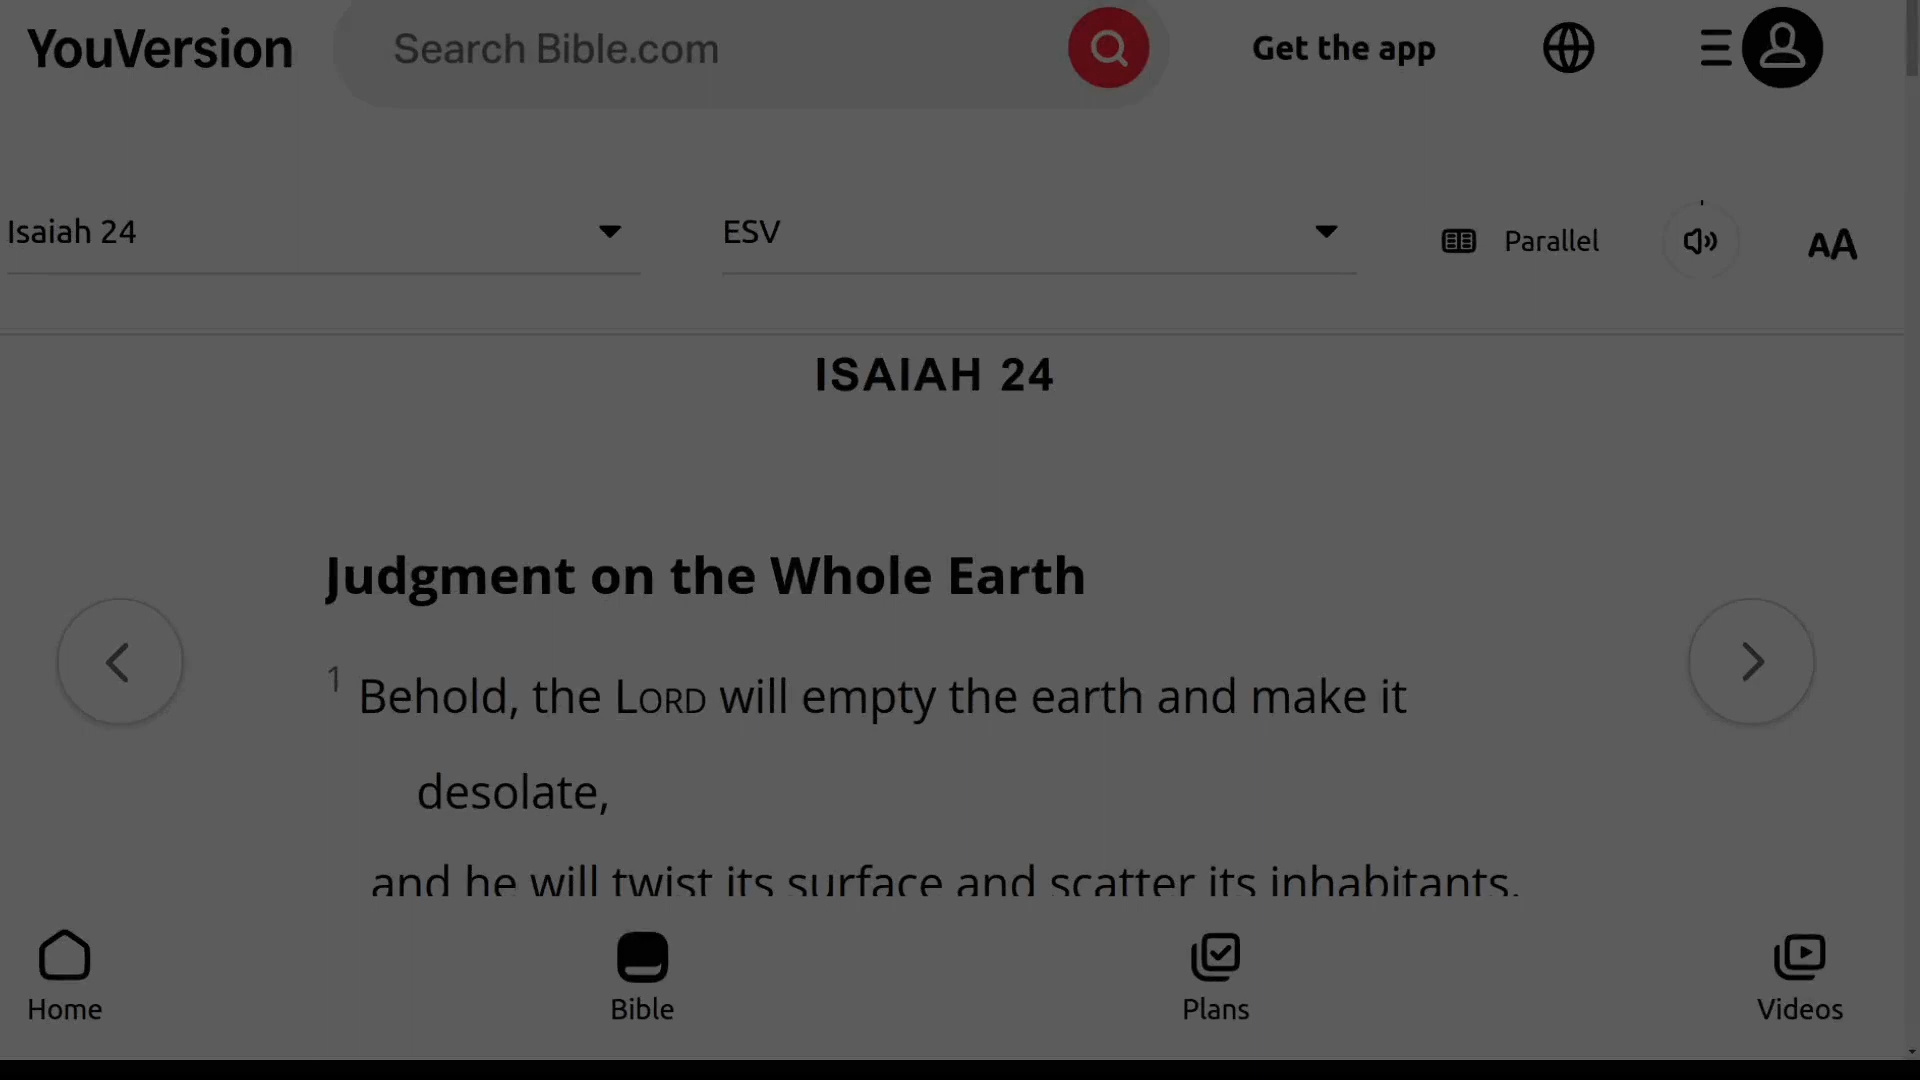 YouVersion
Search Bible.com
Get the app
Isaiah 24
ESV
Parallel
AA
ISAIAH 24
Judgment on the Whole Earth
1 Behold, the LORD will empty the earth and make it
desolate,
and he will twist its surface and scatter its inhabitants.
Home
Bible
Plans
Videos